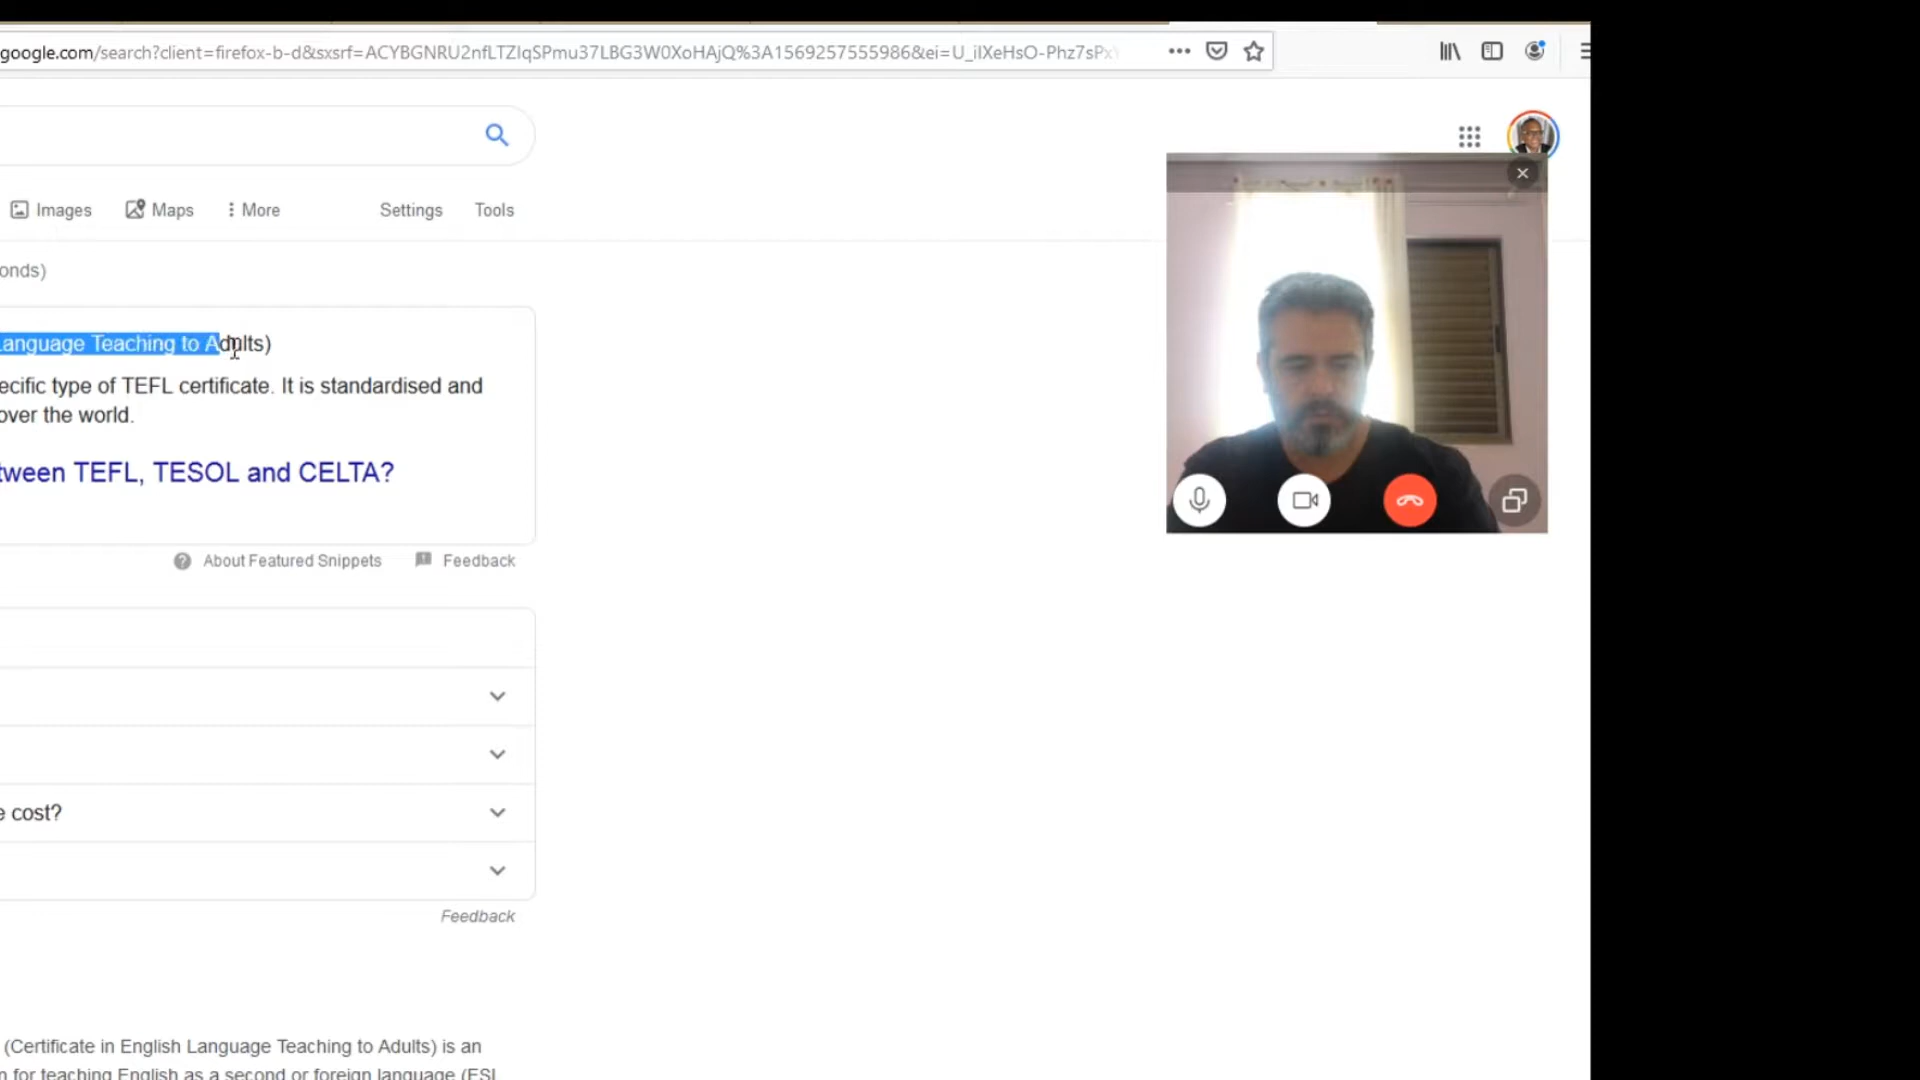 google.com/search?client=firefox-b-d&sxsrf=ACYBGNRU2nfLTZIqSPmu37LBG3W0XoHAjQ%3A1569257555986&ei=U_iIXeHsO-Phz7sPx
Images Maps More Settings Tools
onds)
Language Teaching to Adults)
ecific type of TEFL certificate. It is standardised and
over the world.
tween TEFL, TESOL and CELTA?
About Featured Snippets Feedback
e cost?
Feedback
(Certificate in English Language Teaching to Adults) is an
n for teaching English as a second or foreign language (ESL